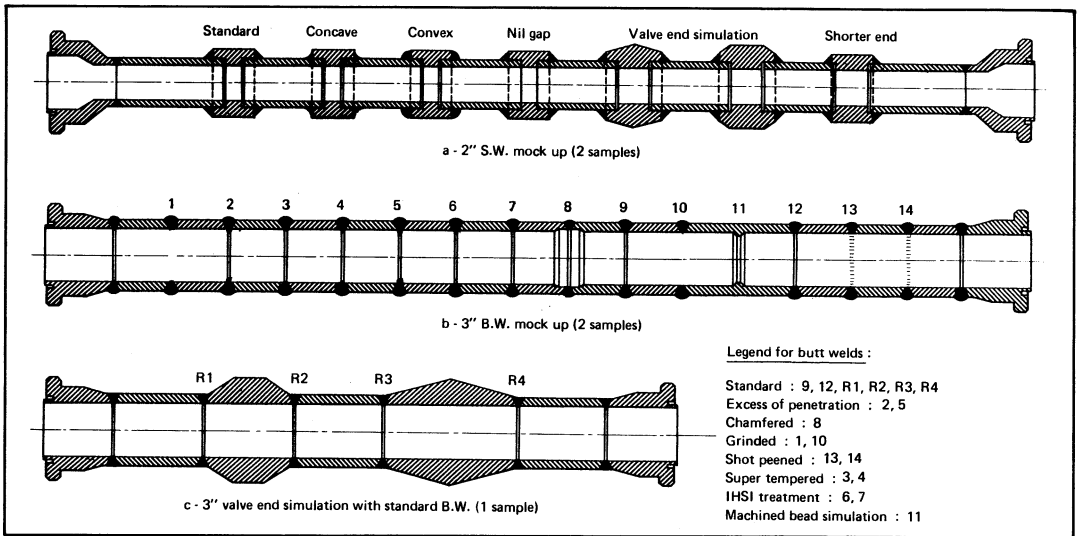 Standard Concave Convex Nil gap Valve end simulation Shorter end
a - 2" S.W. mock up (2 samples)
1 2 3 4 5 6 7 8 9 10 11 12 13 14
b - 3" B.W. mock up (2 samples)
R1 R2 R3 R4
c - 3" valve end simulation with standard B.W. (1 sample)
Legend for butt welds :
Standard : 9, 12, R1, R2, R3, R4
Excess of penetration : 2, 5
Chamfered : 8
Grinded : 1, 10
Shot peened : 13, 14
Super tempered : 3, 4
IHSI treatment : 6, 7
Machined bead simulation : 11